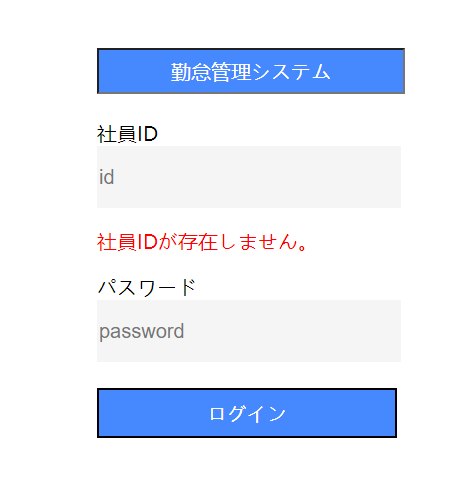 勤怠管理システム
社員ID
id
社員IDが存在しません。
パスワード
password
ログイン